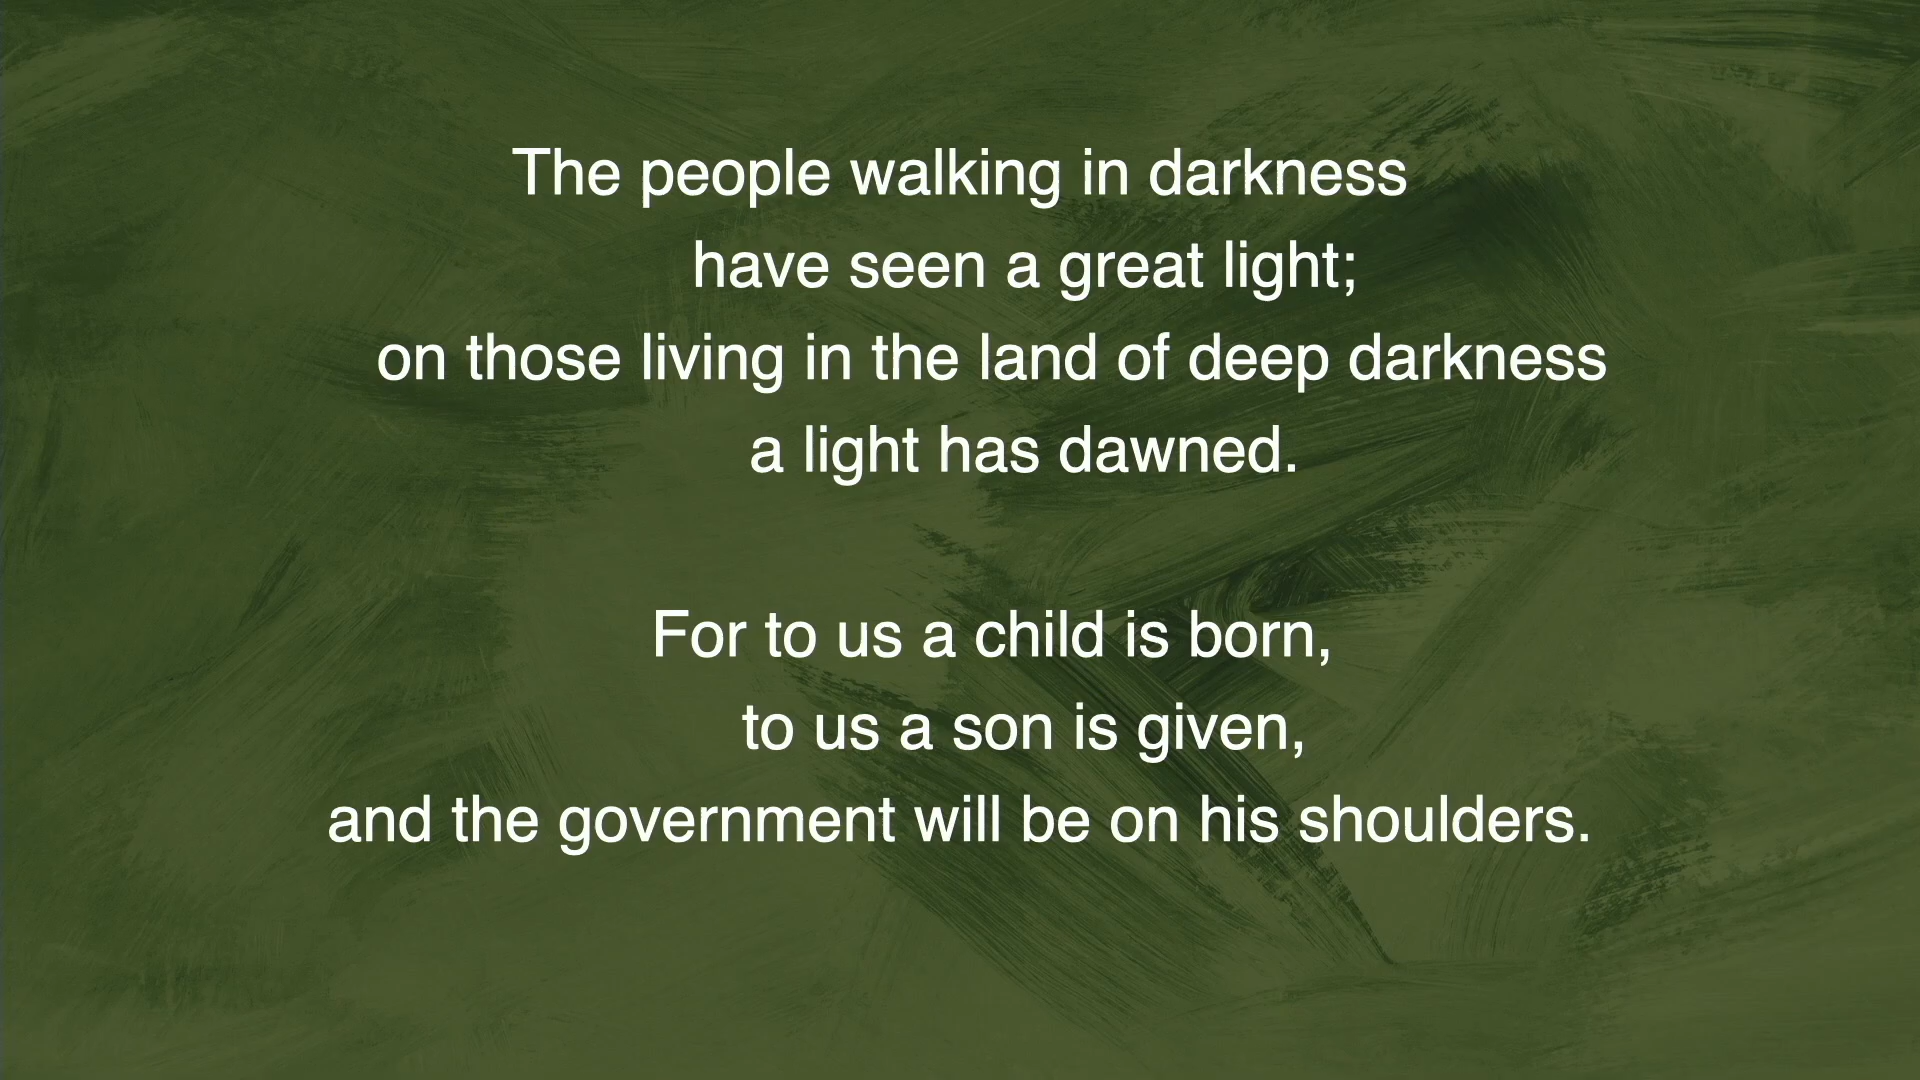 The people walking in darkness
have seen a great light;
on those living in the land of deep darkness
a light has dawned.
For to us a child is born,
to us a son is given,
and the government will be on his shoulders.